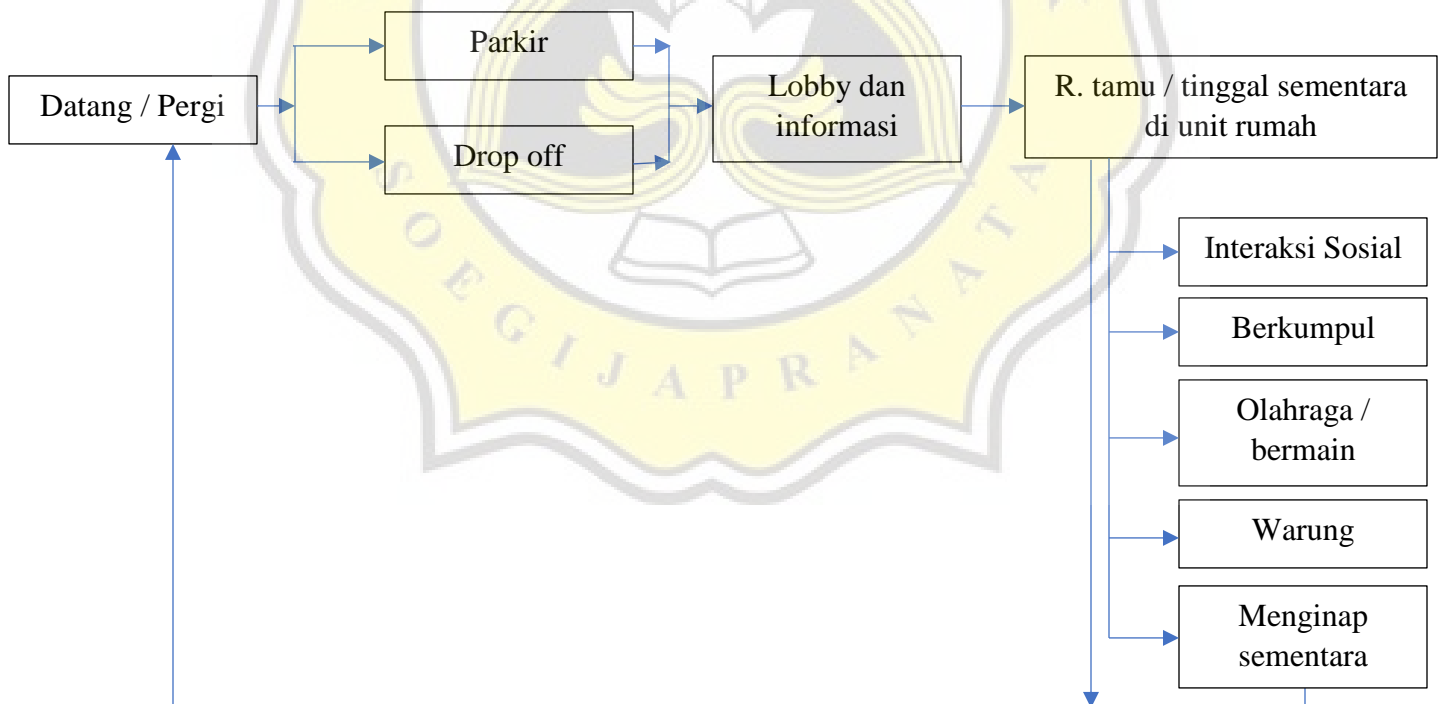 Parkir
Datang / Pergi
Drop off
Lobby dan
informasi
R. tamu / tinggal sementara
di unit rumah
Interaksi Sosial
Berkumpul
Olahraga /
bermain
Warung
Menginap
sementara
SOEGIJAPRANATA